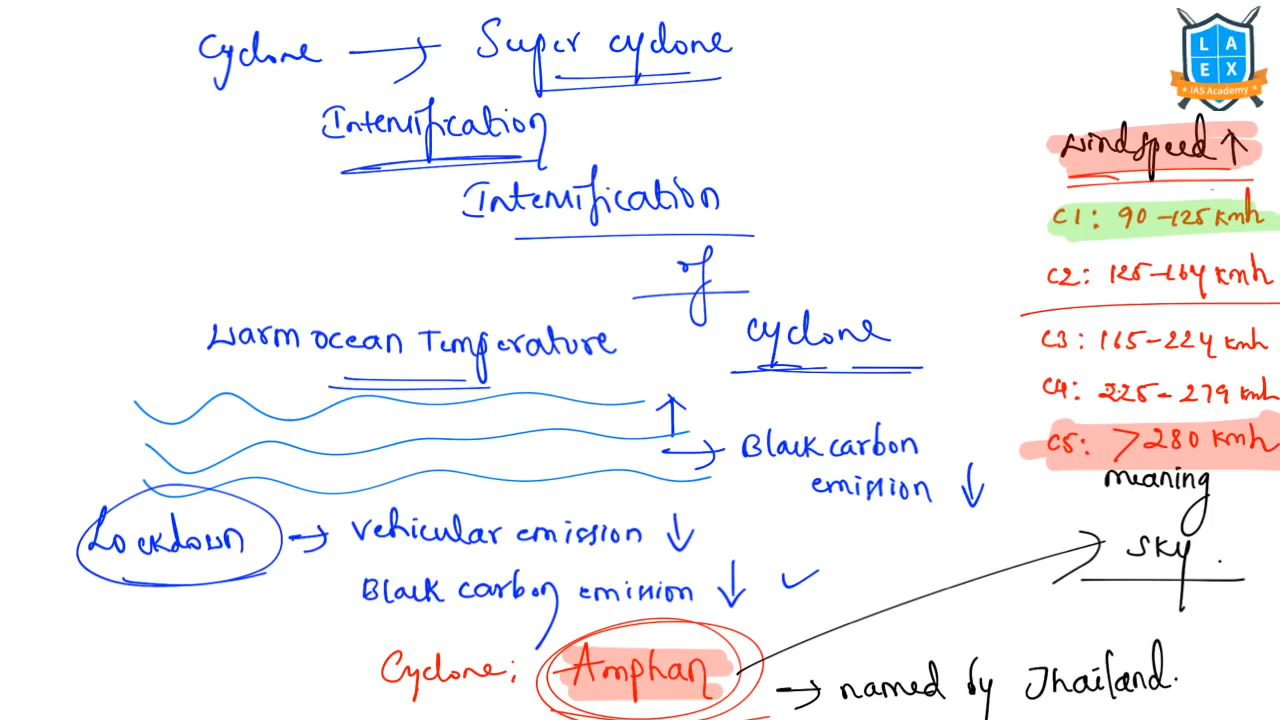 Cyclone → Super cyclone
Intensification
Intensification
of
cyclone
Warm ocean Temperature
↑
→ Black carbon
emission ↓
Lockdown → vehicular emission ↓
Black carbon emission ↓ ✓
Cyclone: Amphan
→ named by Thailand.
L A
E X
IAS Academy
windspeed ↑
C1: 90-125 kmh
C2: 125-164 kmh
C3: 165-224 kmh
C4: 225-279 kmh
C5: >280 kmh
meaning
SKY.